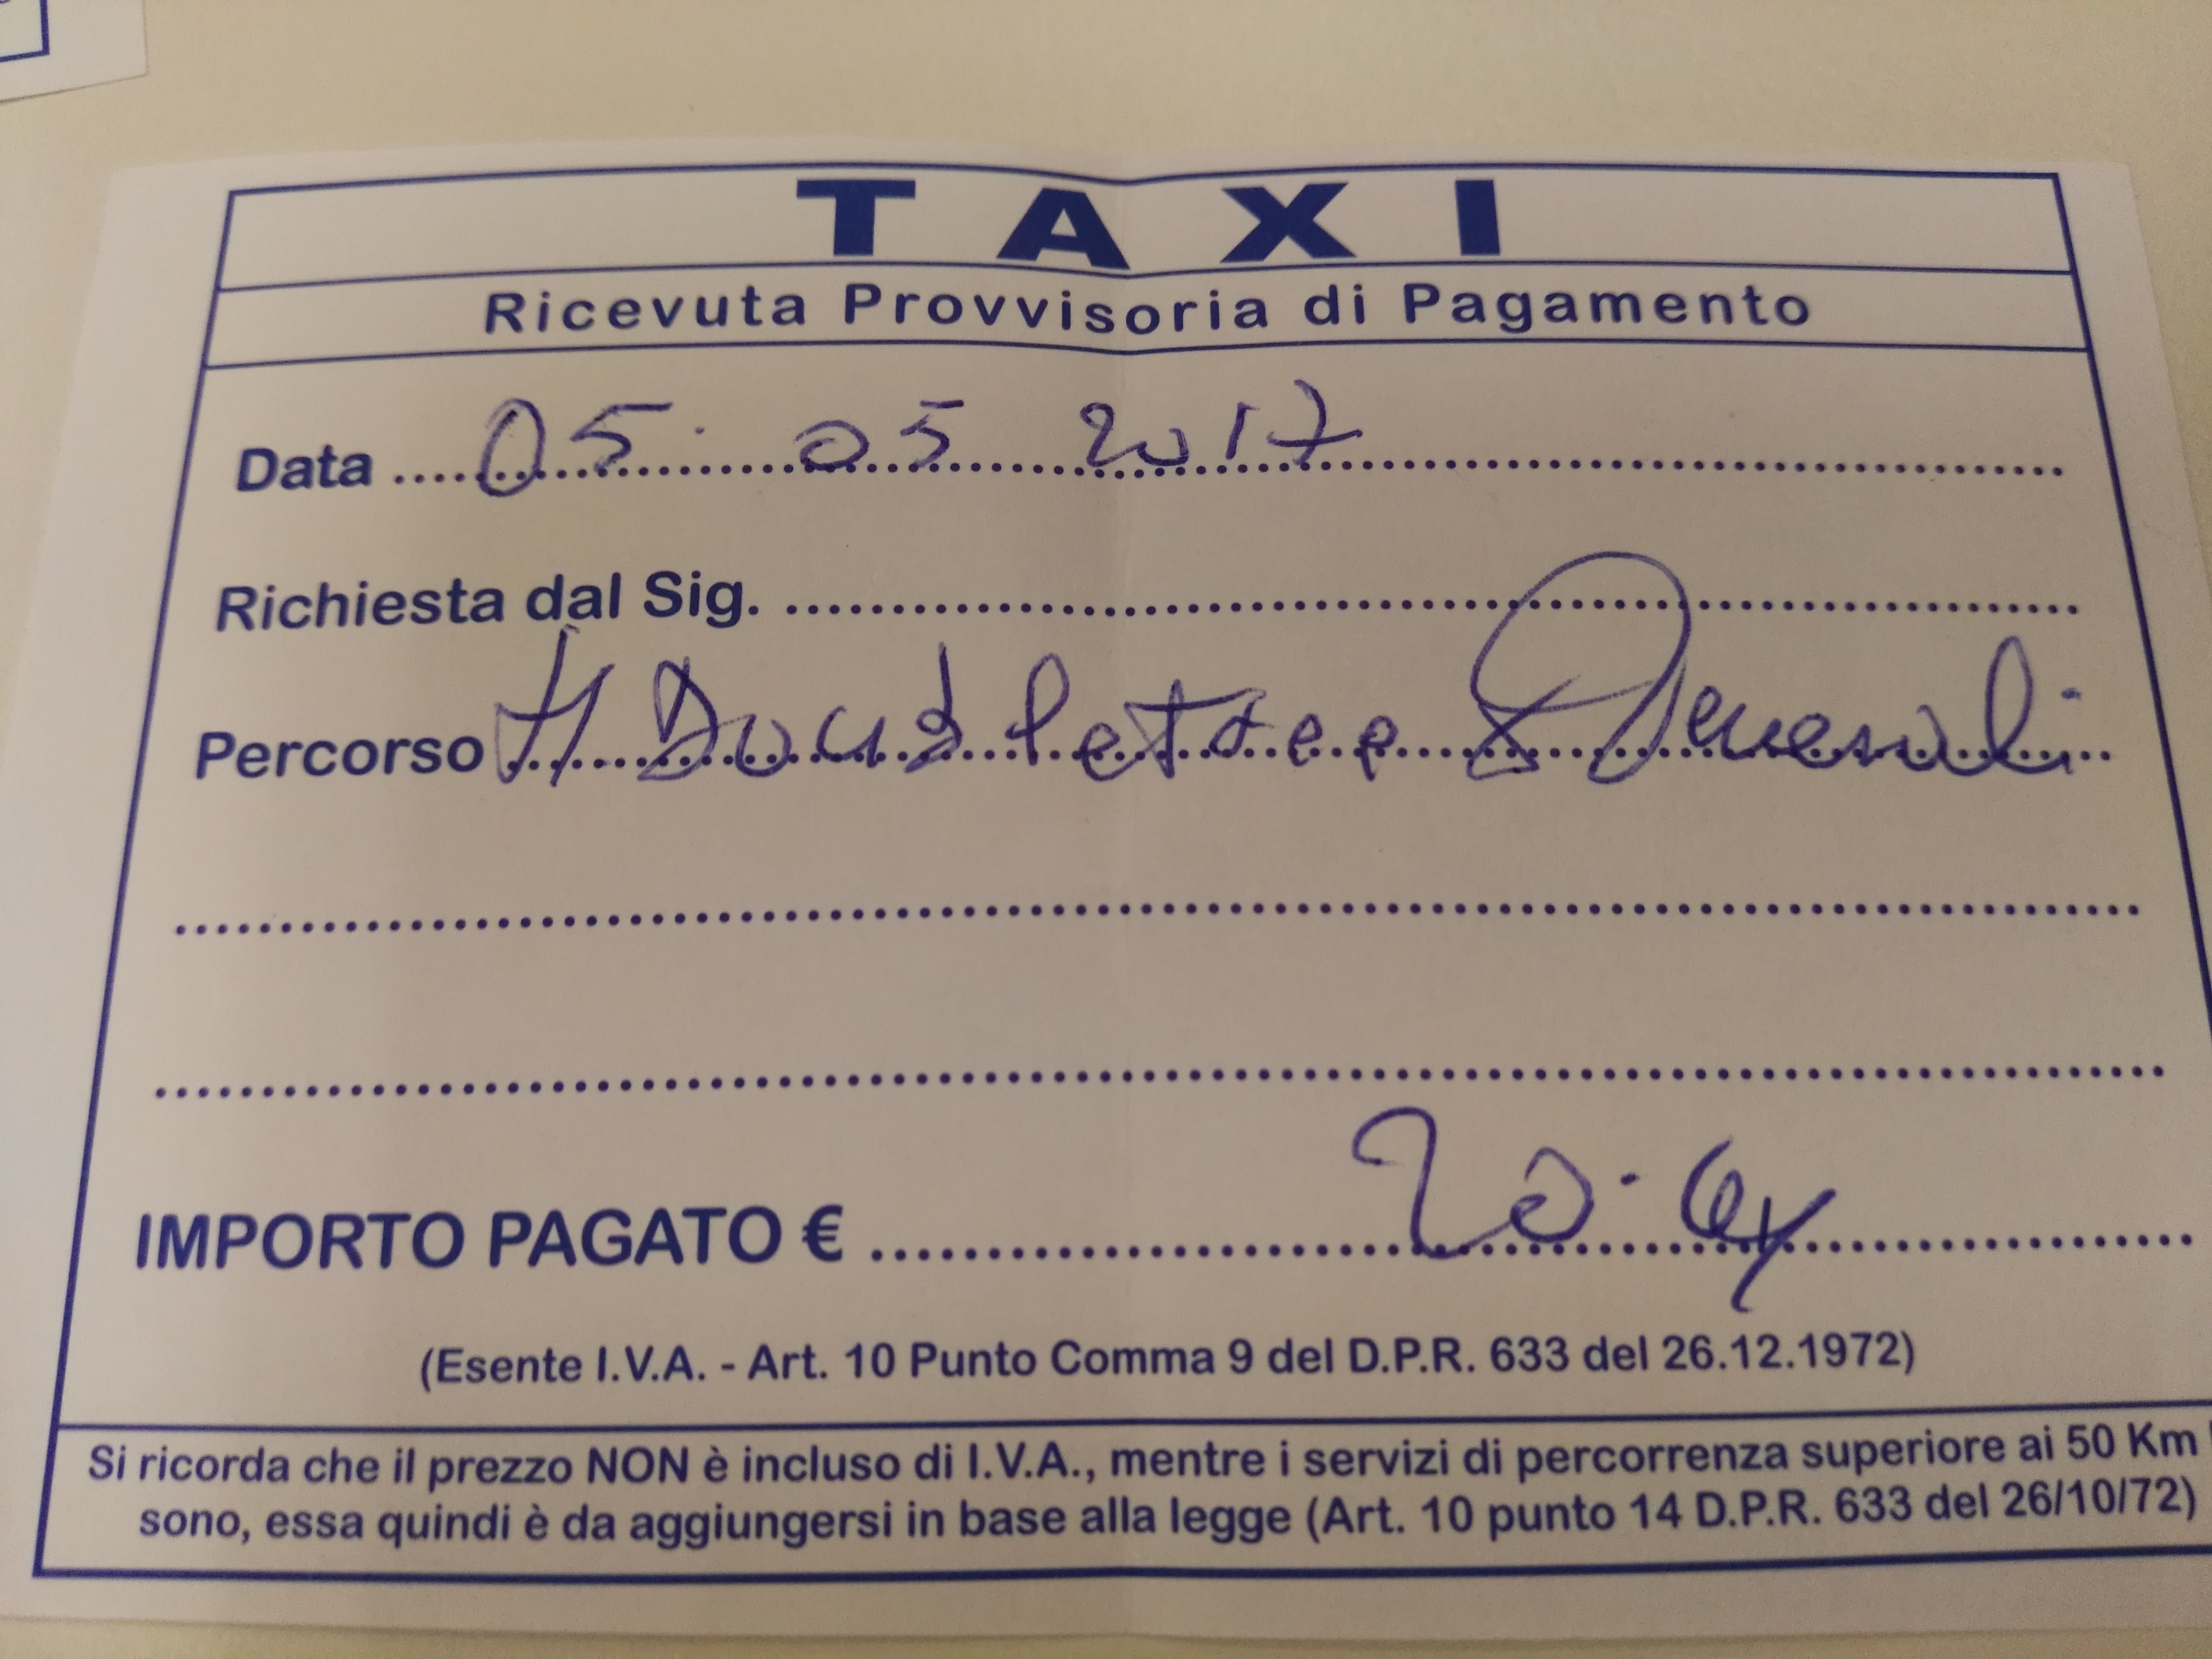 TAXI
Ricevuta Provvisoria di Pagamento
Data 05. 05 2017
Richiesta dal Sig.
Percorso H Doubletree X Generali
IMPORTO PAGATO €
(Esente I.V.A. - Art. 10 Punto Comma 9 del D.P.R. 633 del 26.12.1972)
Si ricorda che il prezzo NON è incluso di I.V.A., mentre i servizi di percorrenza superiore ai 50 Km
sono, essa quindi è da aggiungersi in base alla legge (Art. 10 punto 14 D.P.R. 633 del 26/10/72)